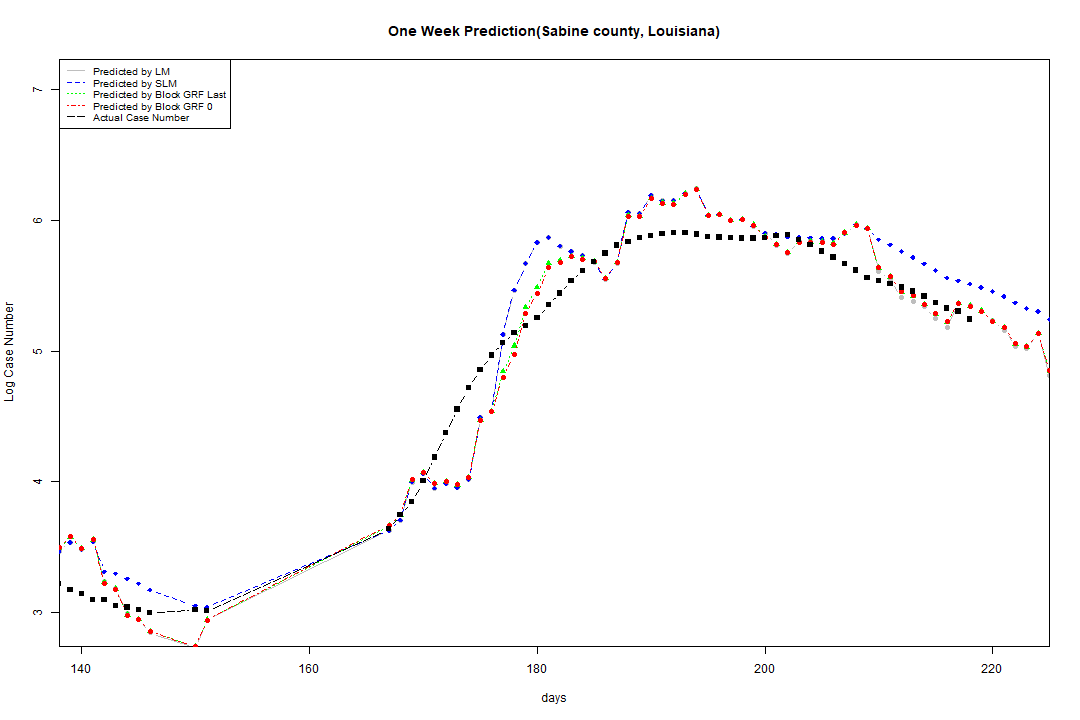 One Week Prediction(Sabine county, Louisiana)
Predicted by LM
Predicted by SLM
Predicted by Block GRF Last
Predicted by Block GRF 0
Actual Case Number
7
6
5
4
3
Log Case Number
140 160 180 200 220
days